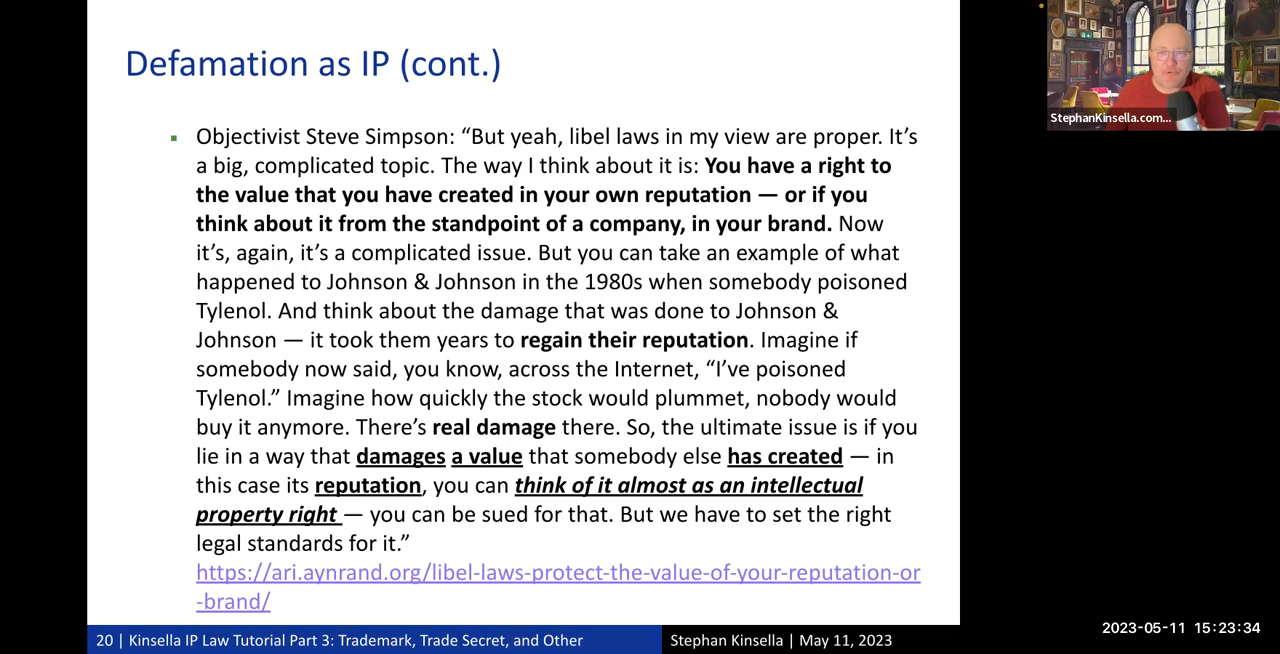 Defamation as IP (cont.)
Objectivist Steve Simpson: “But yeah, libel laws in my view are proper. It’s
a big, complicated topic. The way I think about it is: You have a right to
the value that you have created in your own reputation — or if you
think about it from the standpoint of a company, in your brand. Now
it’s, again, it’s a complicated issue. But you can take an example of what
happened to Johnson & Johnson in the 1980s when somebody poisoned
Tylenol. And think about the damage that was done to Johnson &
Johnson — it took them years to regain their reputation. Imagine if
somebody now said, you know, across the Internet, “I’ve poisoned
Tylenol.” Imagine how quickly the stock would plummet, nobody would
buy it anymore. There’s real damage there. So, the ultimate issue is if you
lie in a way that damages a value that somebody else has created — in
this case its reputation, you can think of it almost as an intellectual
property right — you can be sued for that. But we have to set the right
legal standards for it.”
https://ari.aynrand.org/libel-laws-protect-the-value-of-your-reputation-or
-brand/
20 | Kinsella IP Law Tutorial Part 3: Trademark, Trade Secret, and Other
Stephan Kinsella | May 11, 2023
StephanKinsella.com...
2023-05-11 15:23:34